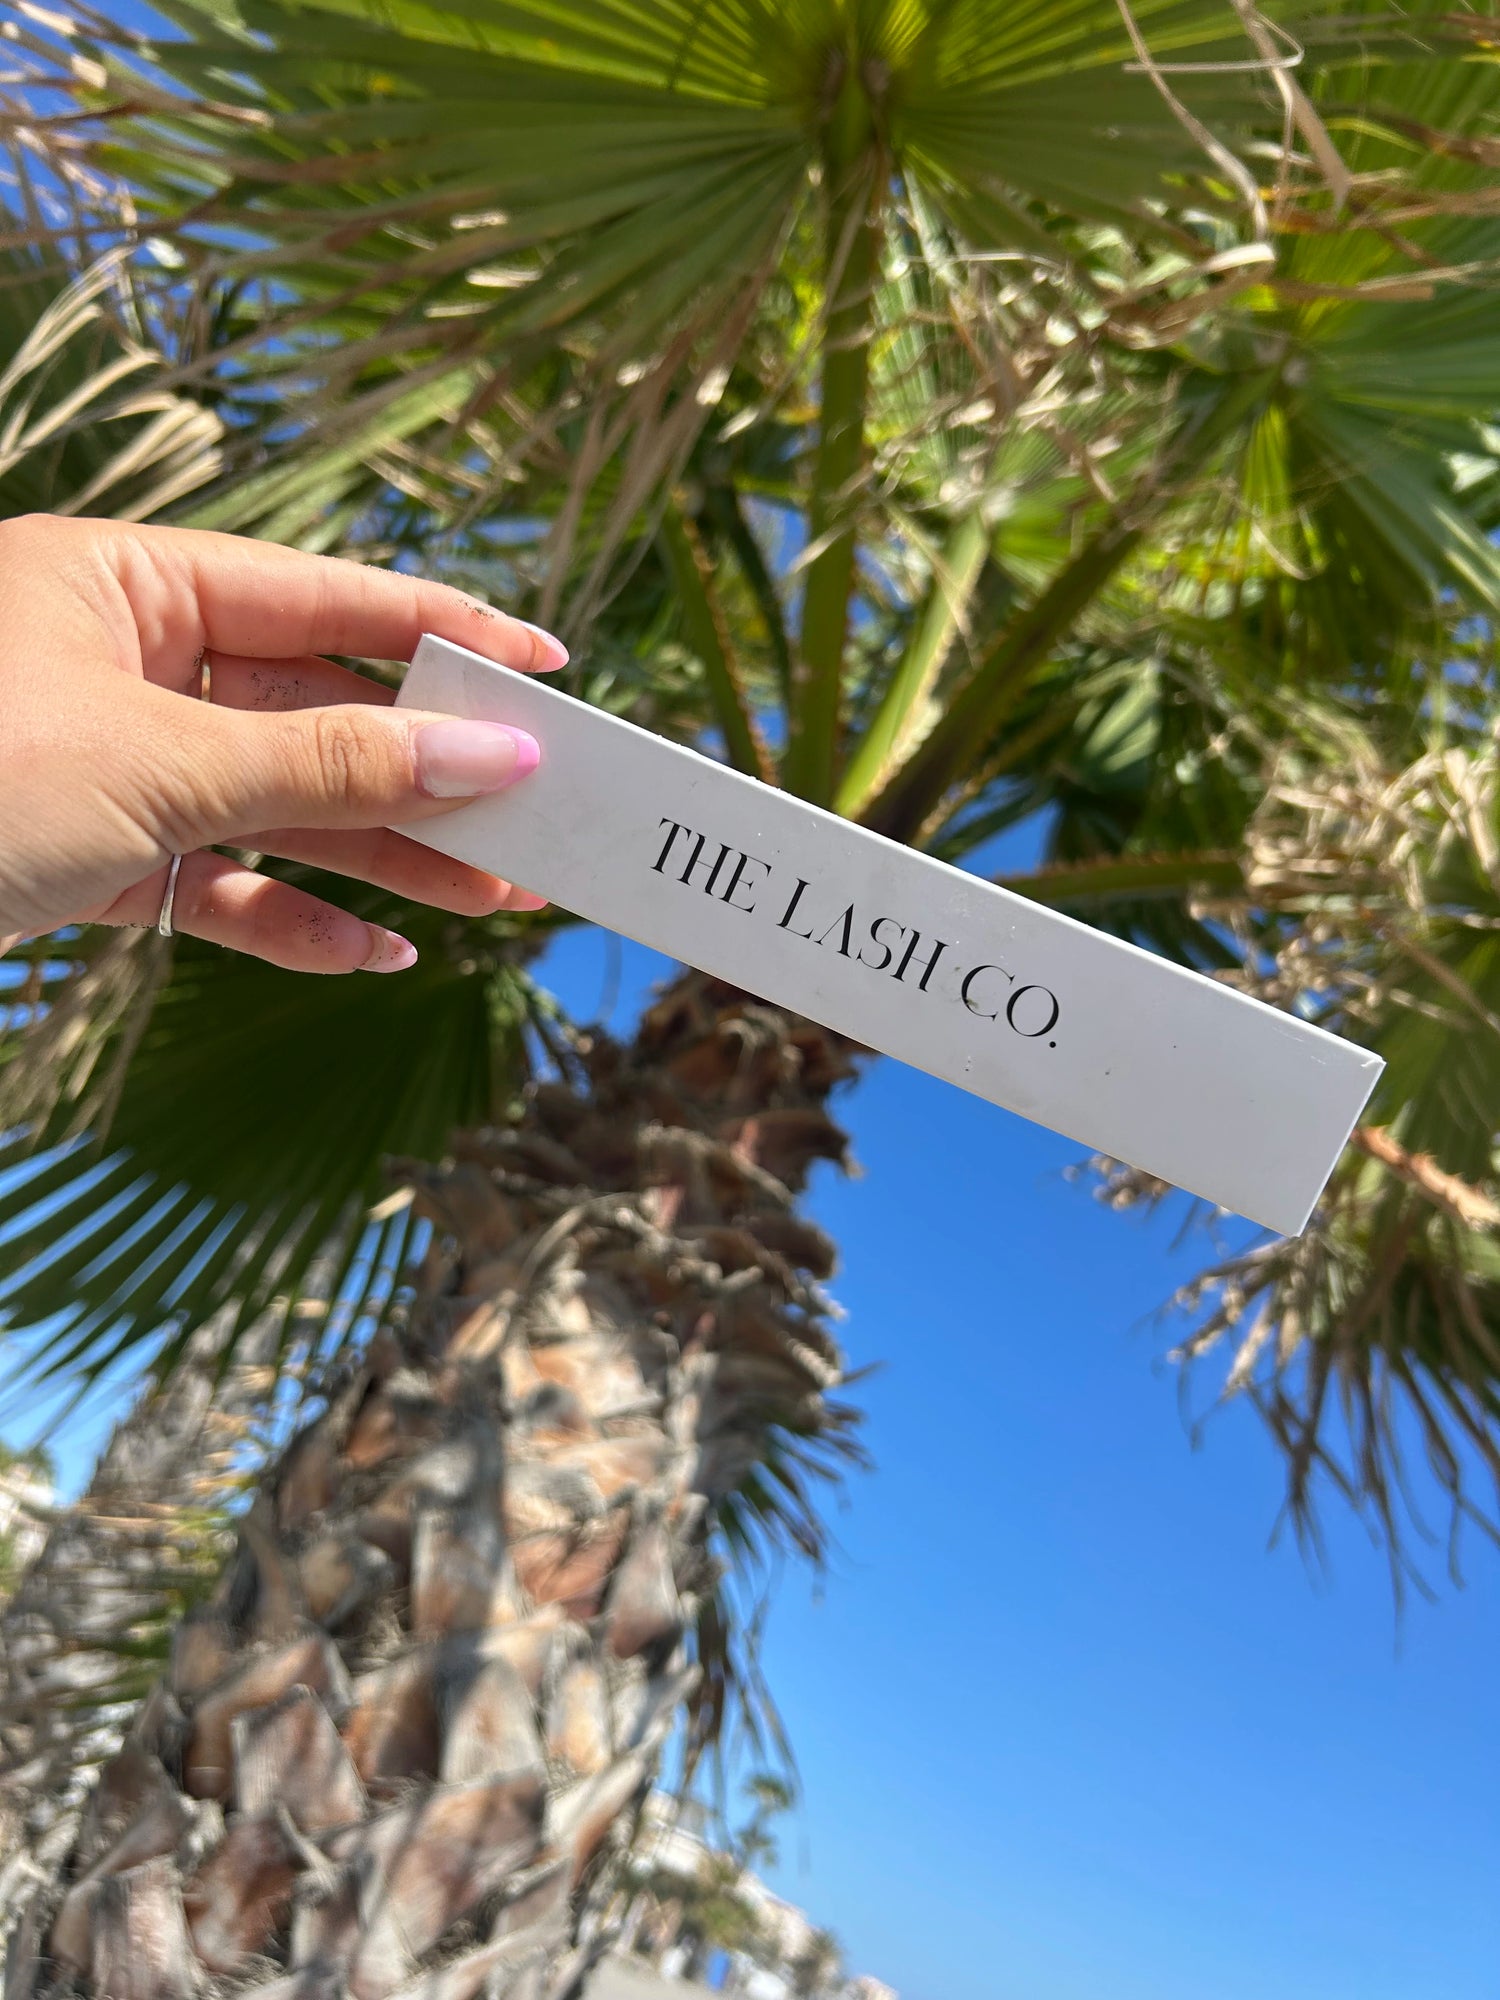 THE LASH CO.